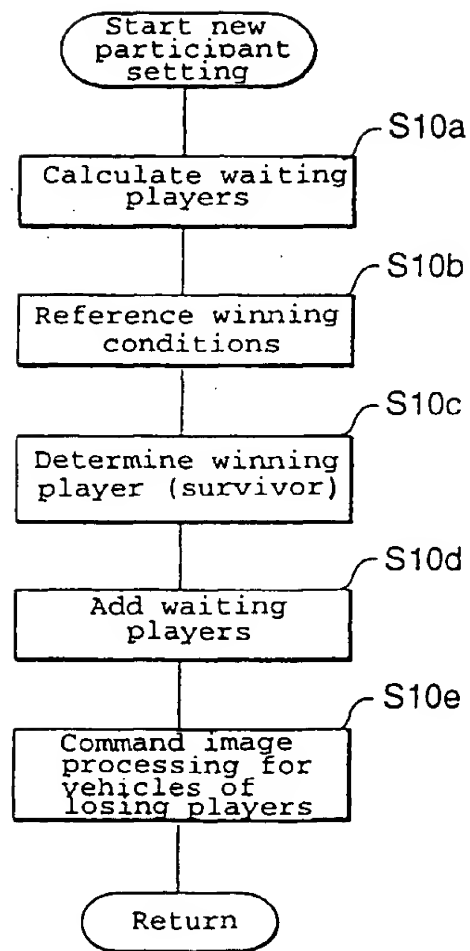 Start new
participant
setting
S10a
Calculate waiting
players
S10b
Reference winning
conditions
S10c
Determine winning
player (survivor)
S10d
Add waiting
players
S10e
Command image
processing for
vehicles of
losing players
Return